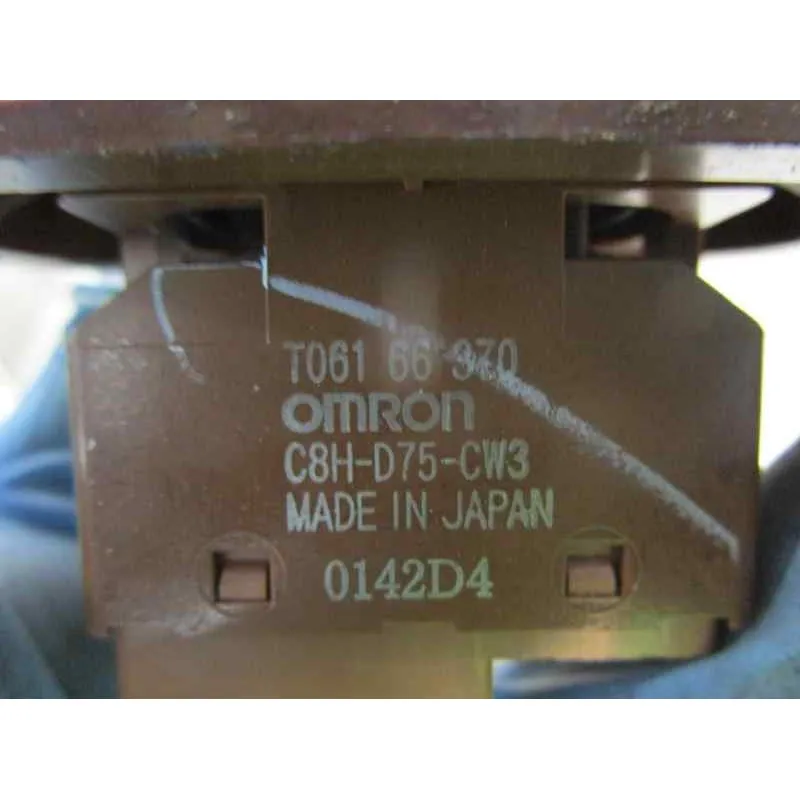 T061 66 370
OMRON
C8H-D75-CW3
MADE IN JAPAN
0142D4